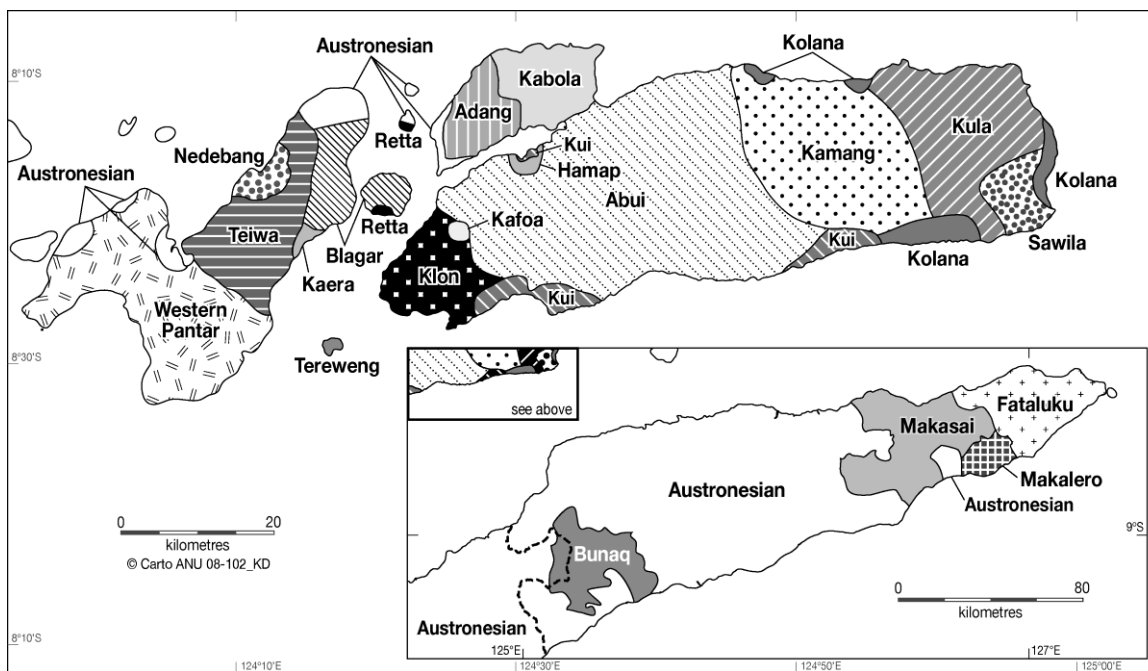 Austronesian
Kolana
8°10'S
Kabola
Adang
Nedebang
Retta
Kui
Hamap
Kula
Kamang
Austronesian
Abui
Kolana
Teiwa
Kafoa
Retta
Sawila
Blagar
Kui
Kolana
Kaera
Klon
Western
Pantar
Kui
8°30'S
Tereweng
see above
Fataluku
Makasai
Makalero
Austronesian
Austronesian
0 20
kilometres
© Carto ANU 08-102_KD
9°S
Bunaq
0 80
kilometres
Austronesian
8°10'S
125°E
127°E
124°10'E
124°30'E
124°50'E
125°00'E